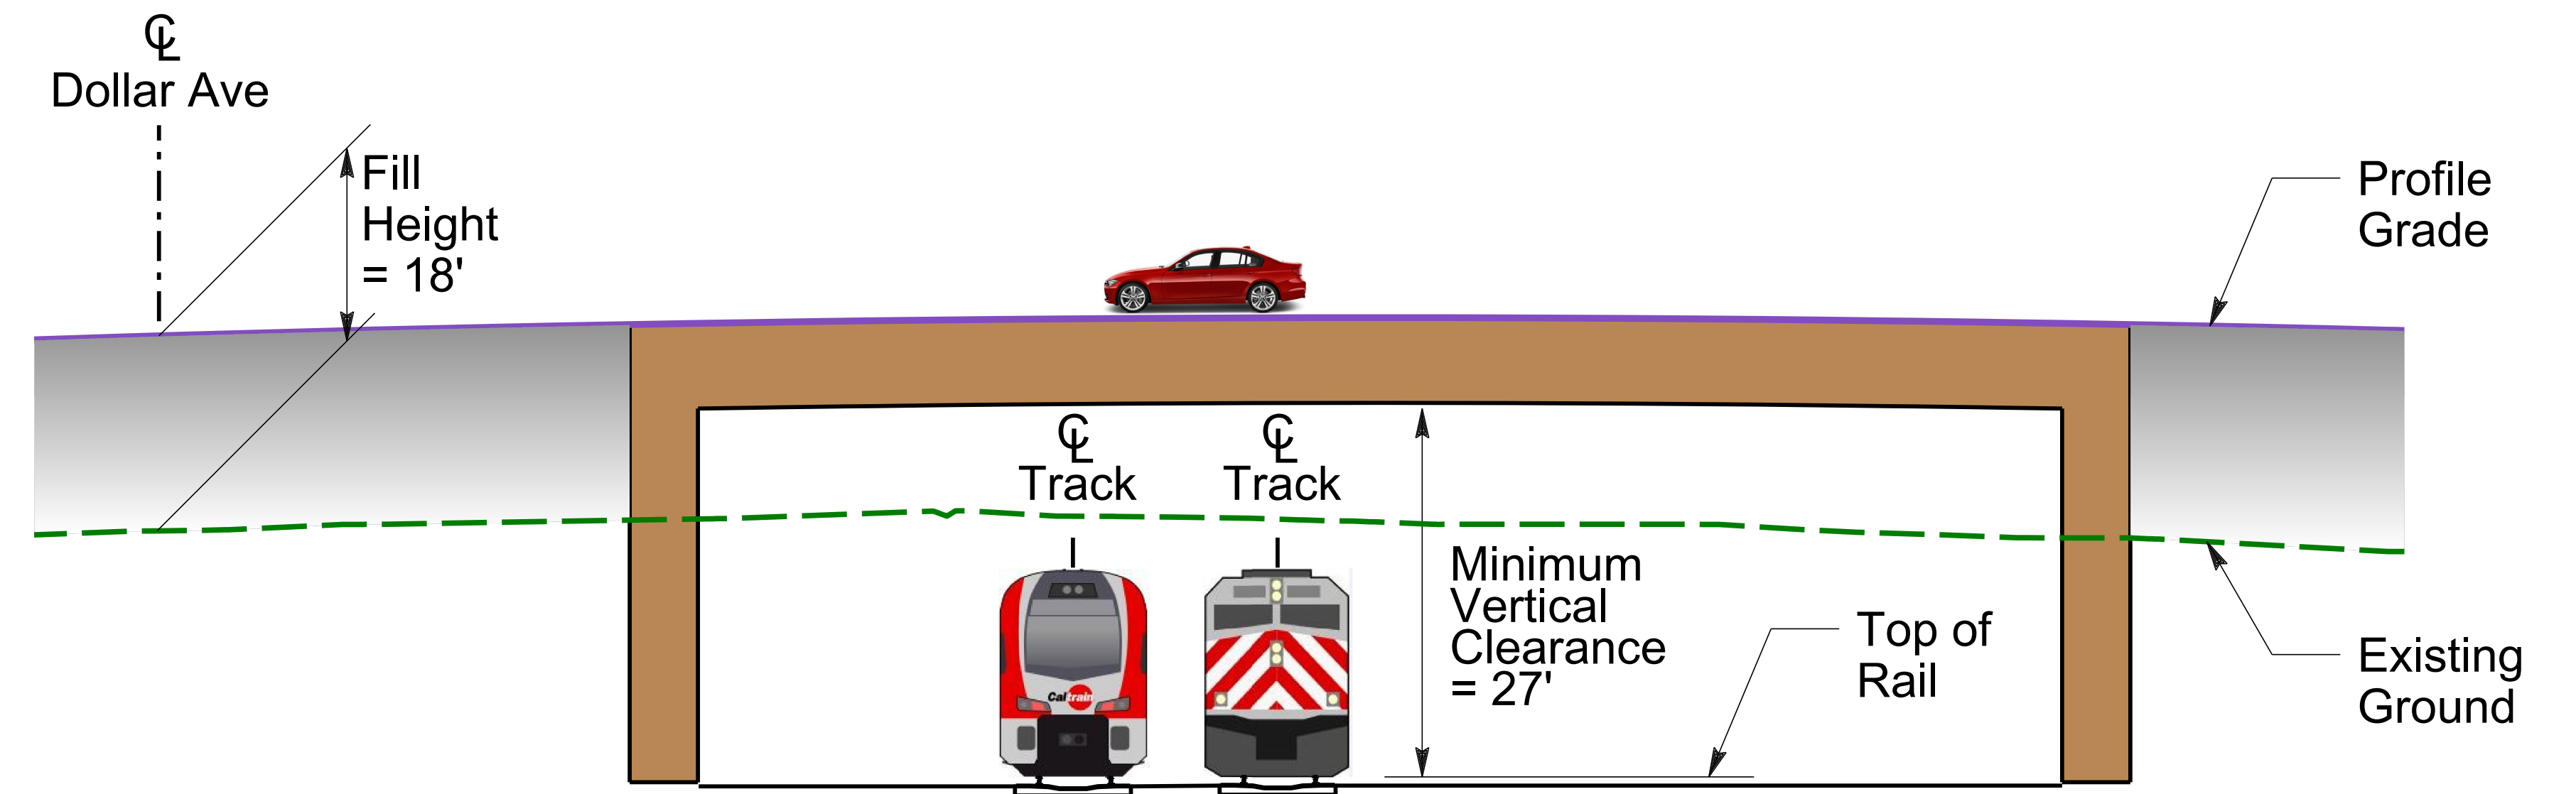 ℄
Dollar Ave
Fill
Height
= 18'
Profile
Grade
℄
Track
℄
Track
Minimum
Vertical
Clearance
= 27'
Top of
Rail
Existing
Ground
Caltrain